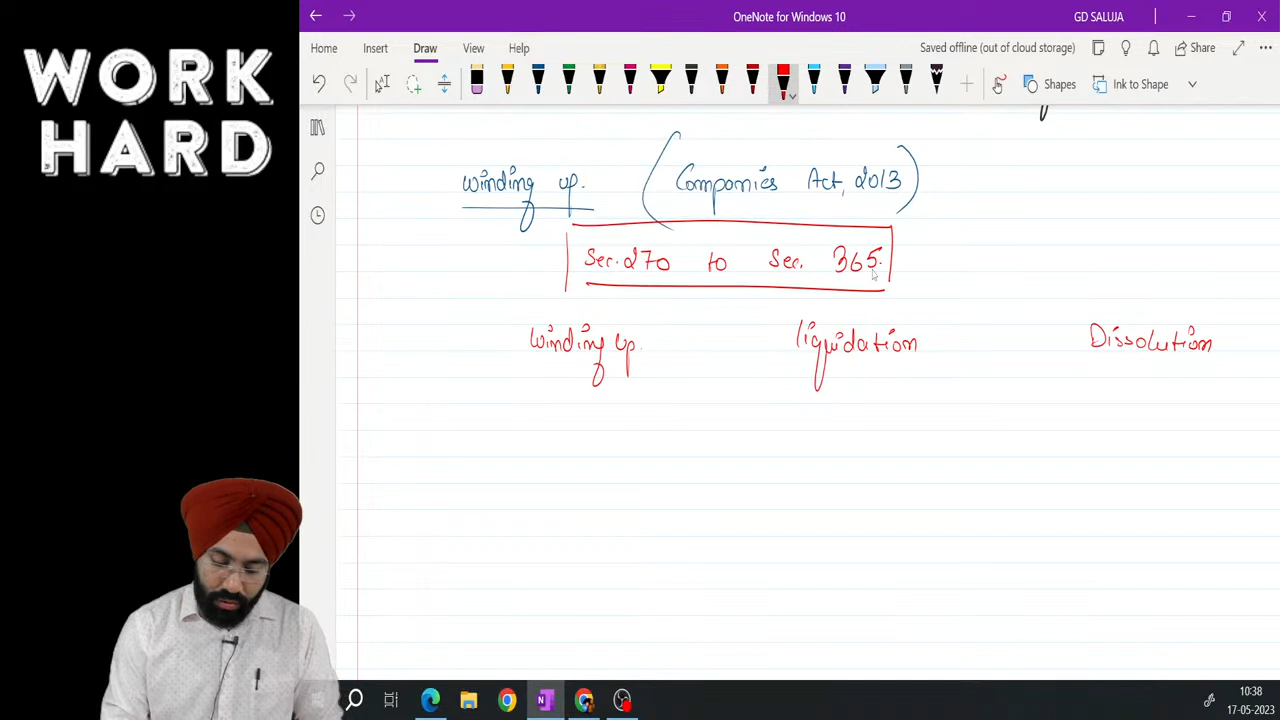 WORK
HARD
OneNote for Windows 10
GD SALUJA
Home Insert Draw View Help
Saved offline (out of cloud storage)
Share
Shapes
Ink to Shape
Winding up. (Companies Act, 2013)
Sec. 270 to Sec. 365.
Winding up. liquidation Dissolution
10:38
17-05-2023